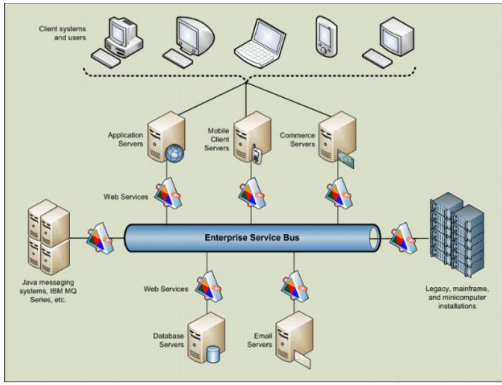 Client systems
and users
Application
Servers
Mobile
Client
Servers
Commerce
Servers
Web Services
Enterprise Service Bus
Java messaging
systems, IBM MQ
Series, etc.
Legacy, mainframe,
and minicomputer
installations
Web Services
Database
Servers
Email
Servers